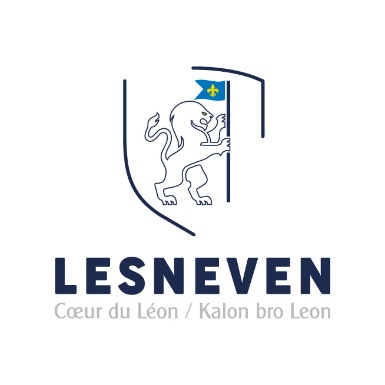 LESNEVEN
Cœur du Léon / Kalon bro Leon